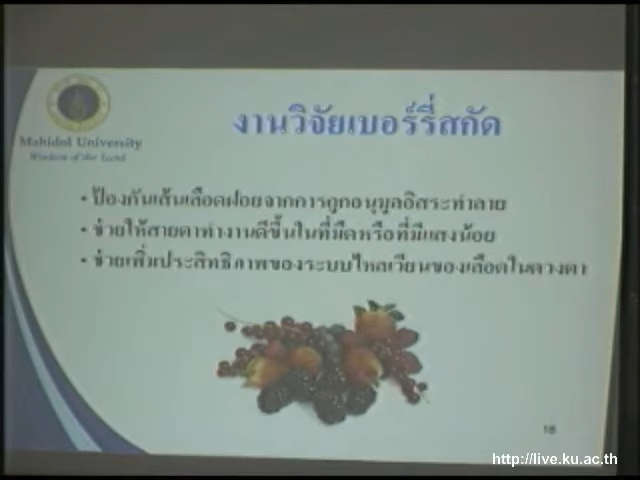 Mahidol University
Wisdom of the Land
งานวิจัยเบอร์รี่สกัด
• ป้องกันเส้นเลือดฝอยจากการถูกอนุมูลอิสระทำลาย
• ช่วยให้สายตาทำงานดีขึ้นในที่มืดหรือที่มีแสงน้อย
• ช่วยเพิ่มประสิทธิภาพของระบบไหลเวียนของเลือดในดวงตา
18
http://live.ku.ac.th